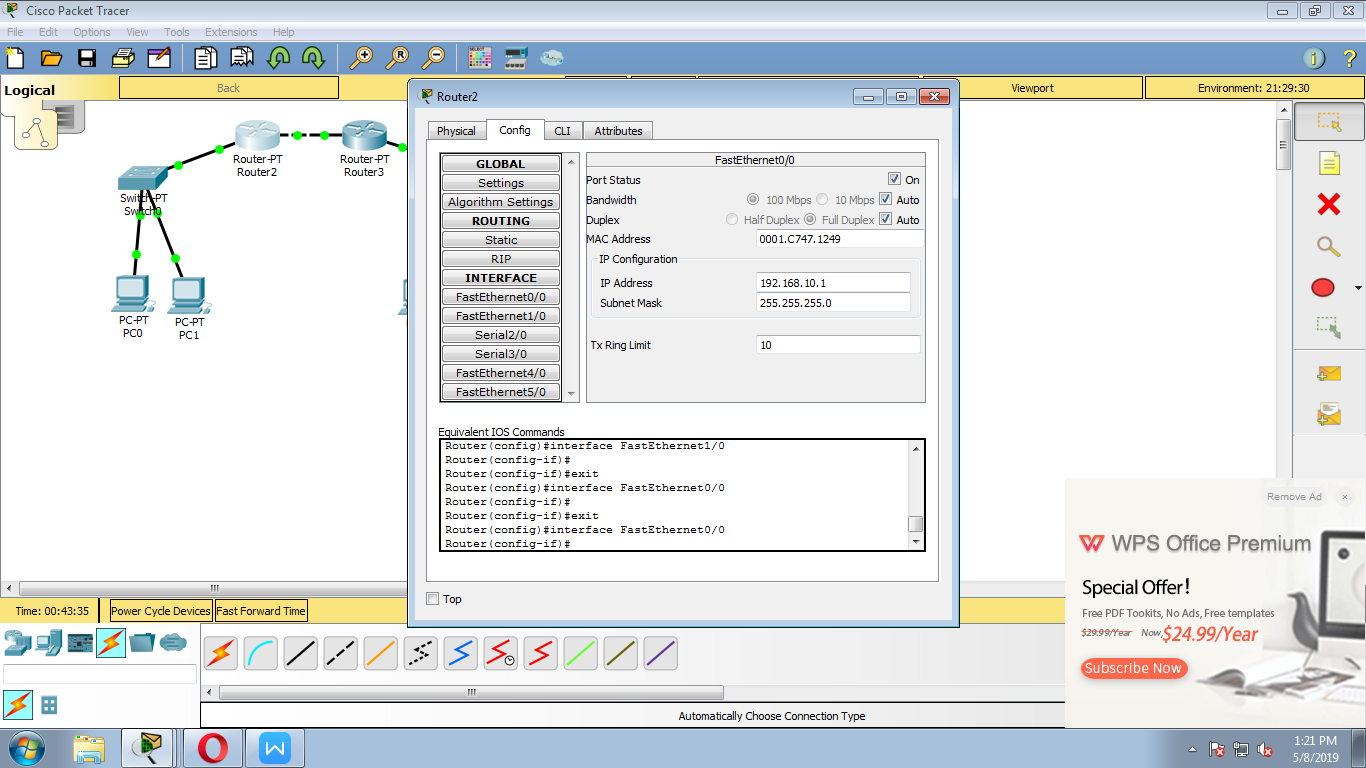 Cisco Packet Tracer
File Edit Options View Tools Extensions Help
Logical
Back
Viewport
Environment: 21:29:30
Router-PT
Router2
Router-PT
Router3
Switch-PT
Switch0
PC-PT
PC0
PC-PT
PC1
Router2
Physical Config CLI Attributes
GLOBAL
Settings
Algorithm Settings
ROUTING
Static
RIP
INTERFACE
FastEthernet0/0
FastEthernet1/0
Serial2/0
Serial3/0
FastEthernet4/0
FastEthernet5/0
FastEthernet0/0
Port Status On
Bandwidth 100 Mbps 10 Mbps Auto
Duplex Half Duplex Full Duplex Auto
MAC Address 0001.C747.1249
IP Configuration
IP Address 192.168.10.1
Subnet Mask 255.255.255.0
Tx Ring Limit 10
Equivalent IOS Commands
Router(config)#interface FastEthernet1/0
Router(config-if)#
Router(config-if)#exit
Router(config)#interface FastEthernet0/0
Router(config-if)#
Router(config-if)#exit
Router(config)#interface FastEthernet0/0
Router(config-if)#
Top
Time: 00:43:35 Power Cycle Devices Fast Forward Time
Automatically Choose Connection Type
Remove Ad ×
WPS Office Premium
Special Offer!
Free PDF Tookits, No Ads, Free templates
$29.99/Year Now $24.99/Year
Subscribe Now
1:21 PM
5/8/2019